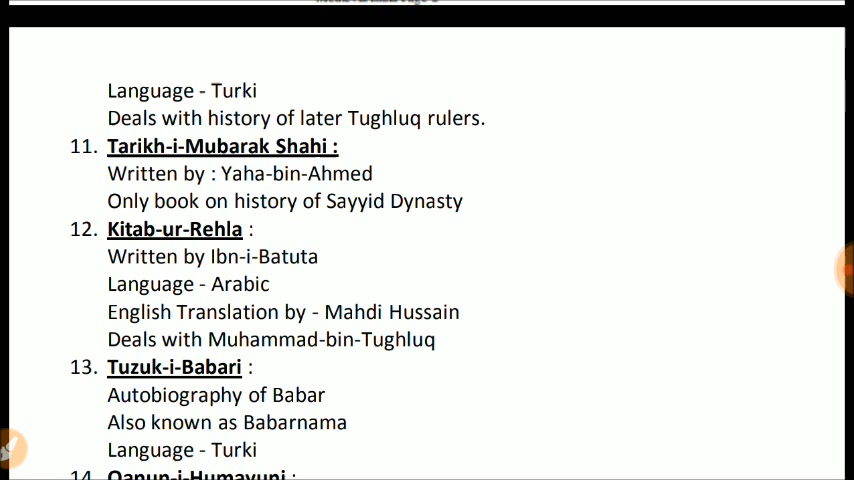 Language - Turki
Deals with history of later Tughluq rulers.
11. Tarikh-i-Mubarak Shahi :
Written by : Yaha-bin-Ahmed
Only book on history of Sayyid Dynasty
12. Kitab-ur-Rehla :
Written by Ibn-i-Batuta
Language - Arabic
English Translation by - Mahdi Hussain
Deals with Muhammad-bin-Tughluq
13. Tuzuk-i-Babari :
Autobiography of Babar
Also known as Babarnama
Language - Turki
14. Qanun-i-Humayuni :